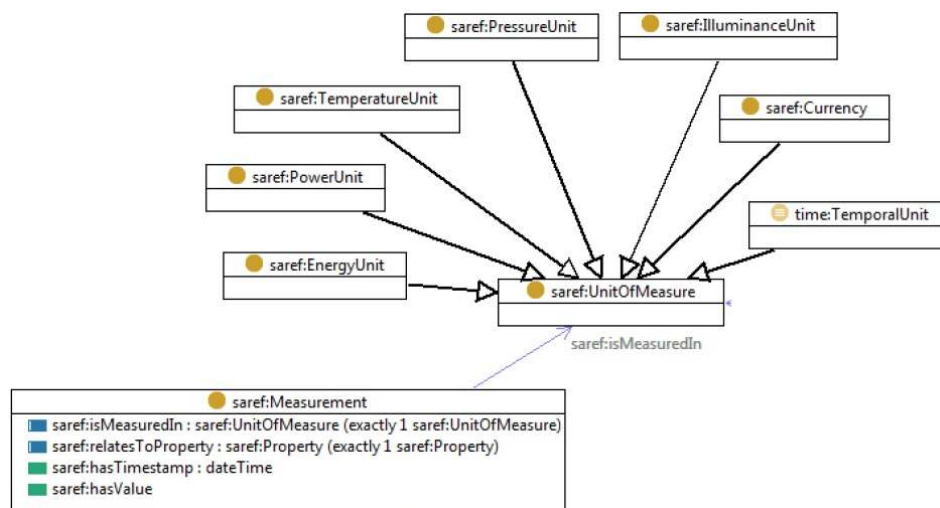 saref:PressureUnit
saref:IlluminanceUnit
saref:TemperatureUnit
saref:Currency
saref:PowerUnit
time:TemporalUnit
saref:EnergyUnit
saref:UnitOfMeasure
saref:isMeasuredIn
saref:Measurement
saref:isMeasuredIn : saref:UnitOfMeasure (exactly 1 saref:UnitOfMeasure)
saref:relatesToProperty : saref:Property (exactly 1 saref:Property)
saref:hasTimestamp : dateTime
saref:hasValue